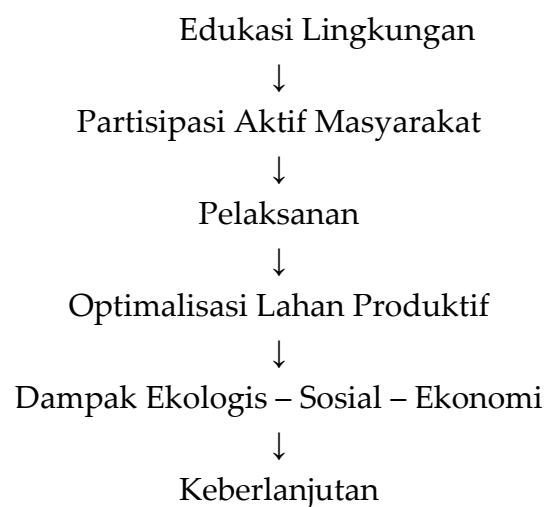 Edukasi Lingkungan
↓
Partisipasi Aktif Masyarakat
↓
Pelaksanan
↓
Optimalisasi Lahan Produktif
↓
Dampak Ekologis – Sosial – Ekonomi
↓
Keberlanjutan